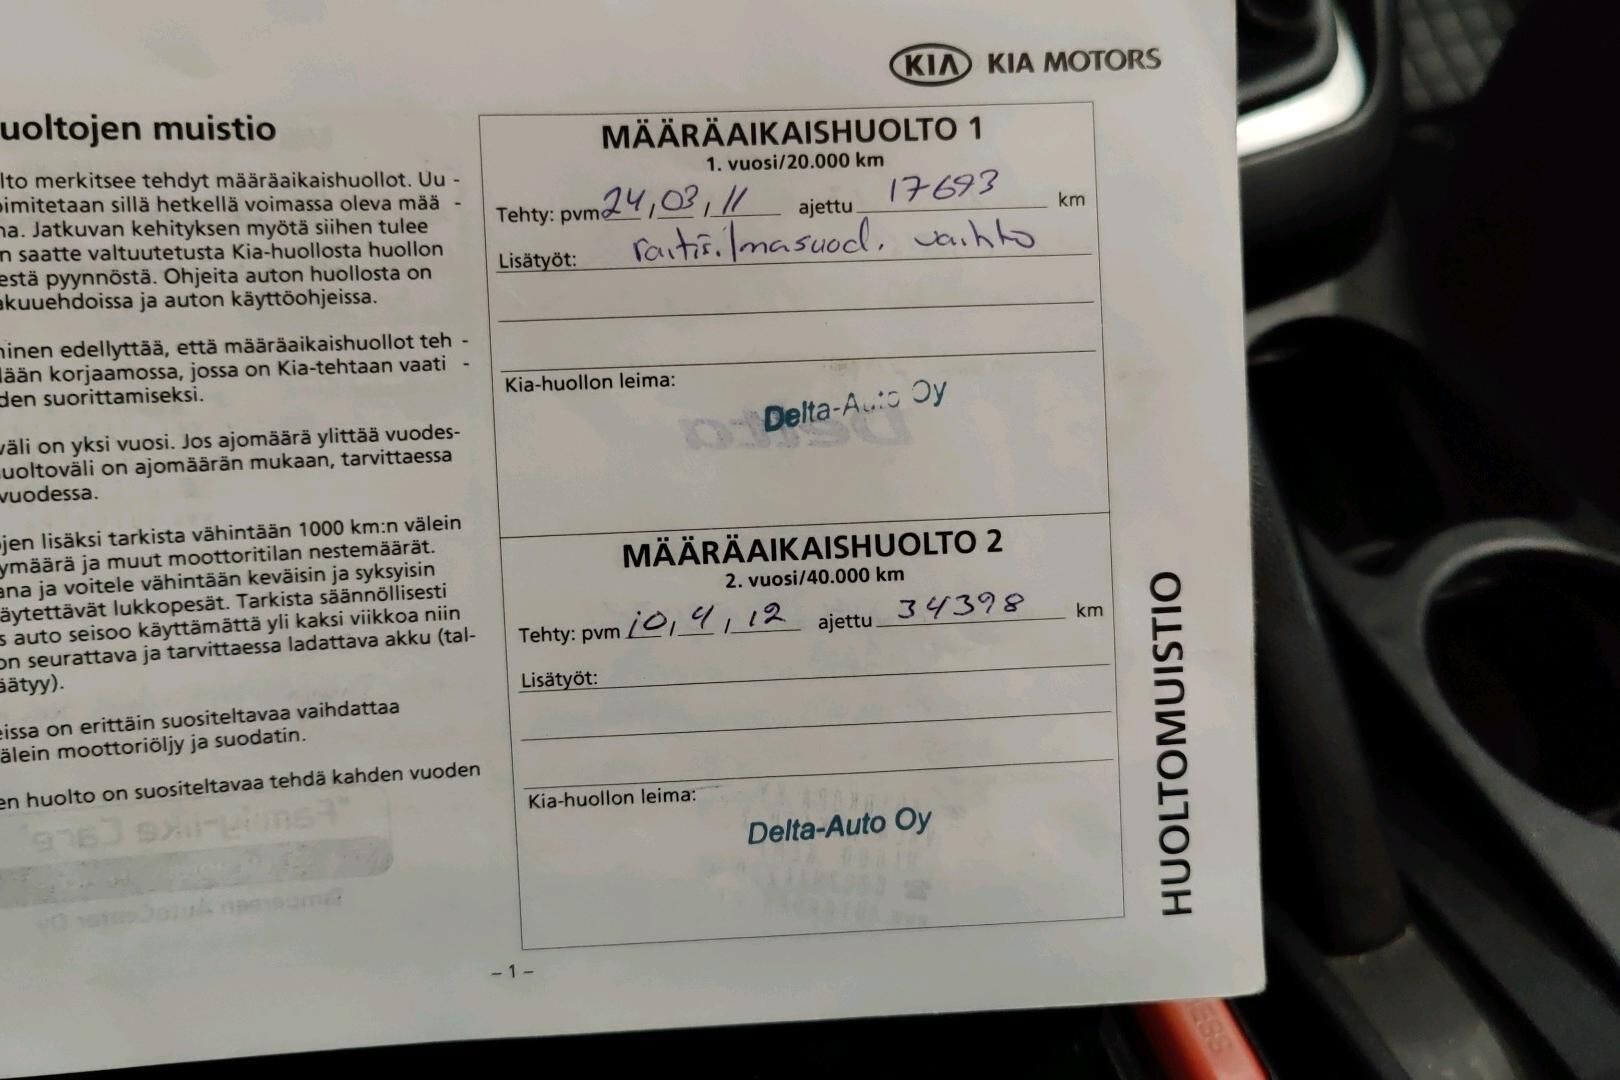 KIA KIA MOTORS
uoltojen muistio
lto merkitsee tehdyt määräaikaishuollot. Uu -
oimitetaan sillä hetkellä voimassa oleva mää -
na. Jatkuvan kehityksen myötä siihen tulee
n saatte valtuutetusta Kia-huollosta huollon
estä pyynnöstä. Ohjeita auton huollosta on
akuuehdoissa ja auton käyttöohjeissa.
ninen edellyttää, että määräaikaishuollot teh -
lään korjaamossa, jossa on Kia-tehtaan vaati -
den suorittamiseksi.
väli on yksi vuosi. Jos ajomäärä ylittää vuodes-
uoltoväli on ajomäärän mukaan, tarvittaessa
vuodessa.
jen lisäksi tarkista vähintään 1000 km:n välein
ymäärä ja muut moottoritilan nestemäärät.
ana ja voitele vähintään keväisin ja syksyisin
äytettävät lukkopesät. Tarkista säännöllisesti
s auto seisoo käyttämättä yli kaksi viikkoa niin
on seurattava ja tarvittaessa ladattava akku (tal-
äätyy).
eissa on erittäin suositeltavaa vaihdattaa
älein moottoriöljy ja suodatin.
en huolto on suositeltavaa tehdä kahden vuoden
MÄÄRÄAIKAISHUOLTO 1
1. vuosi/20.000 km
Tehty: pvm 24,03,11 ajettu 17693 km
Lisätyöt: raitis.ilmasuod. vaihto
Kia-huollon leima:
Delta-Auto Oy
MÄÄRÄAIKAISHUOLTO 2
2. vuosi/40.000 km
Tehty: pvm 10,4,12 ajettu 34398 km
Lisätyöt:
Kia-huollon leima:
Delta-Auto Oy
– 1 –
HUOLTOMUISTIO